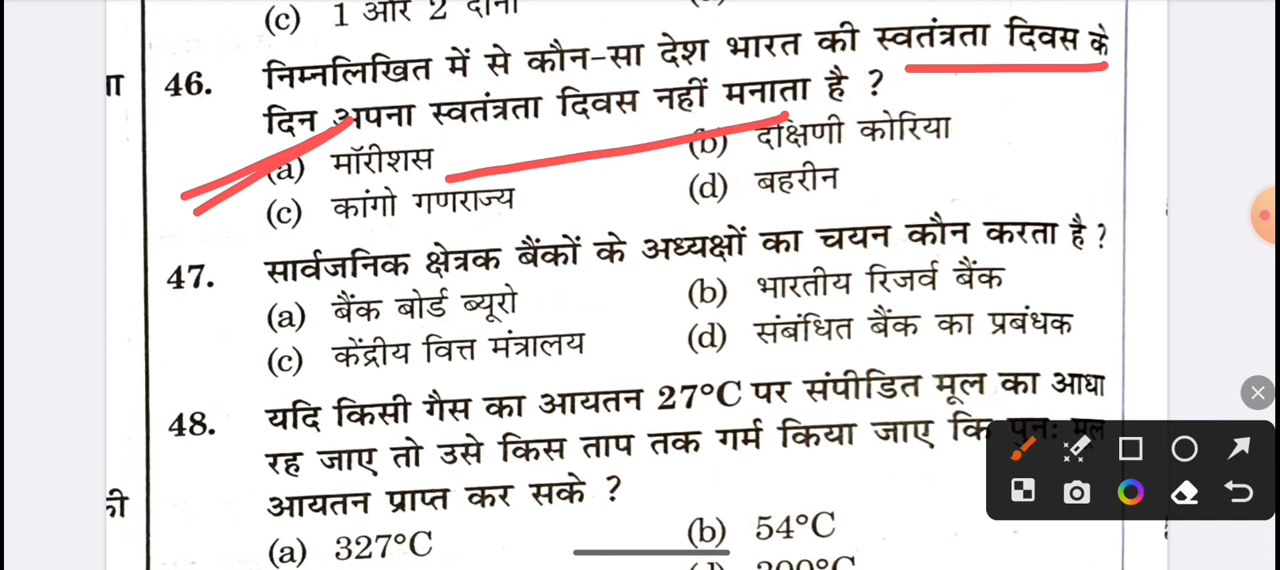 (c) 1 और 2 दोनों
46. निम्नलिखित में से कौन-सा देश भारत की स्वतंत्रता दिवस के
दिन अपना स्वतंत्रता दिवस नहीं मनाता है ?
(a) मॉरीशस (b) दक्षिणी कोरिया
(c) कांगो गणराज्य (d) बहरीन
47. सार्वजनिक क्षेत्रक बैंकों के अध्यक्षों का चयन कौन करता है ?
(a) बैंक बोर्ड ब्यूरो (b) भारतीय रिजर्व बैंक
(c) केंद्रीय वित्त मंत्रालय (d) संबंधित बैंक का प्रबंधक
48. यदि किसी गैस का आयतन 27°C पर संपीडित मूल का आधा
रह जाए तो उसे किस ताप तक गर्म किया जाए कि पुनः मूल
आयतन प्राप्त कर सके ?
(a) 327°C (b) 54°C